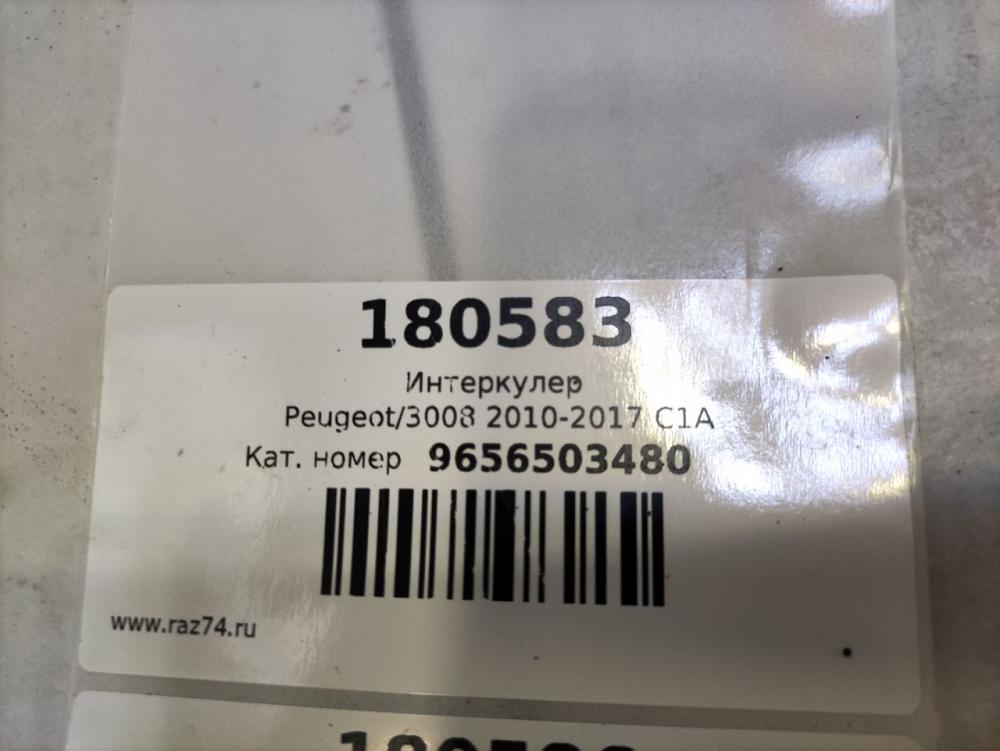 180583
Интеркулер
Peugeot/3008 2010-2017 C1A
Кат. номер 9656503480
www.raz74.ru